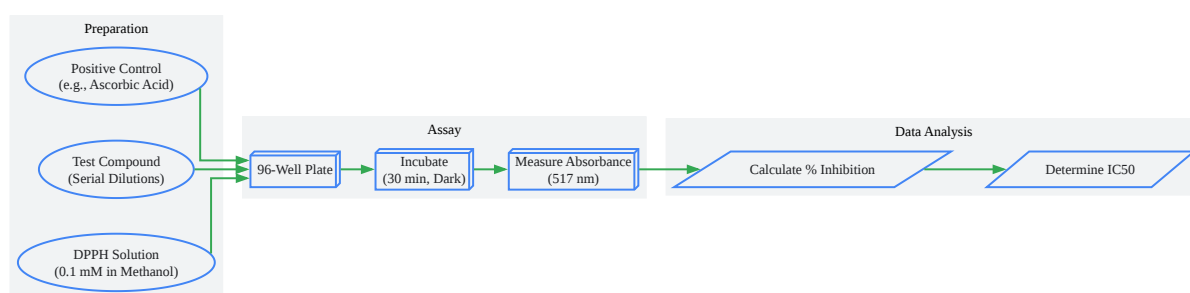 Preparation
Positive Control
(e.g., Ascorbic Acid)
Test Compound
(Serial Dilutions)
DPPH Solution
(0.1 mM in Methanol)
Assay
96-Well Plate
Incubate
(30 min, Dark)
Measure Absorbance
(517 nm)
Data Analysis
Calculate % Inhibition
Determine IC50